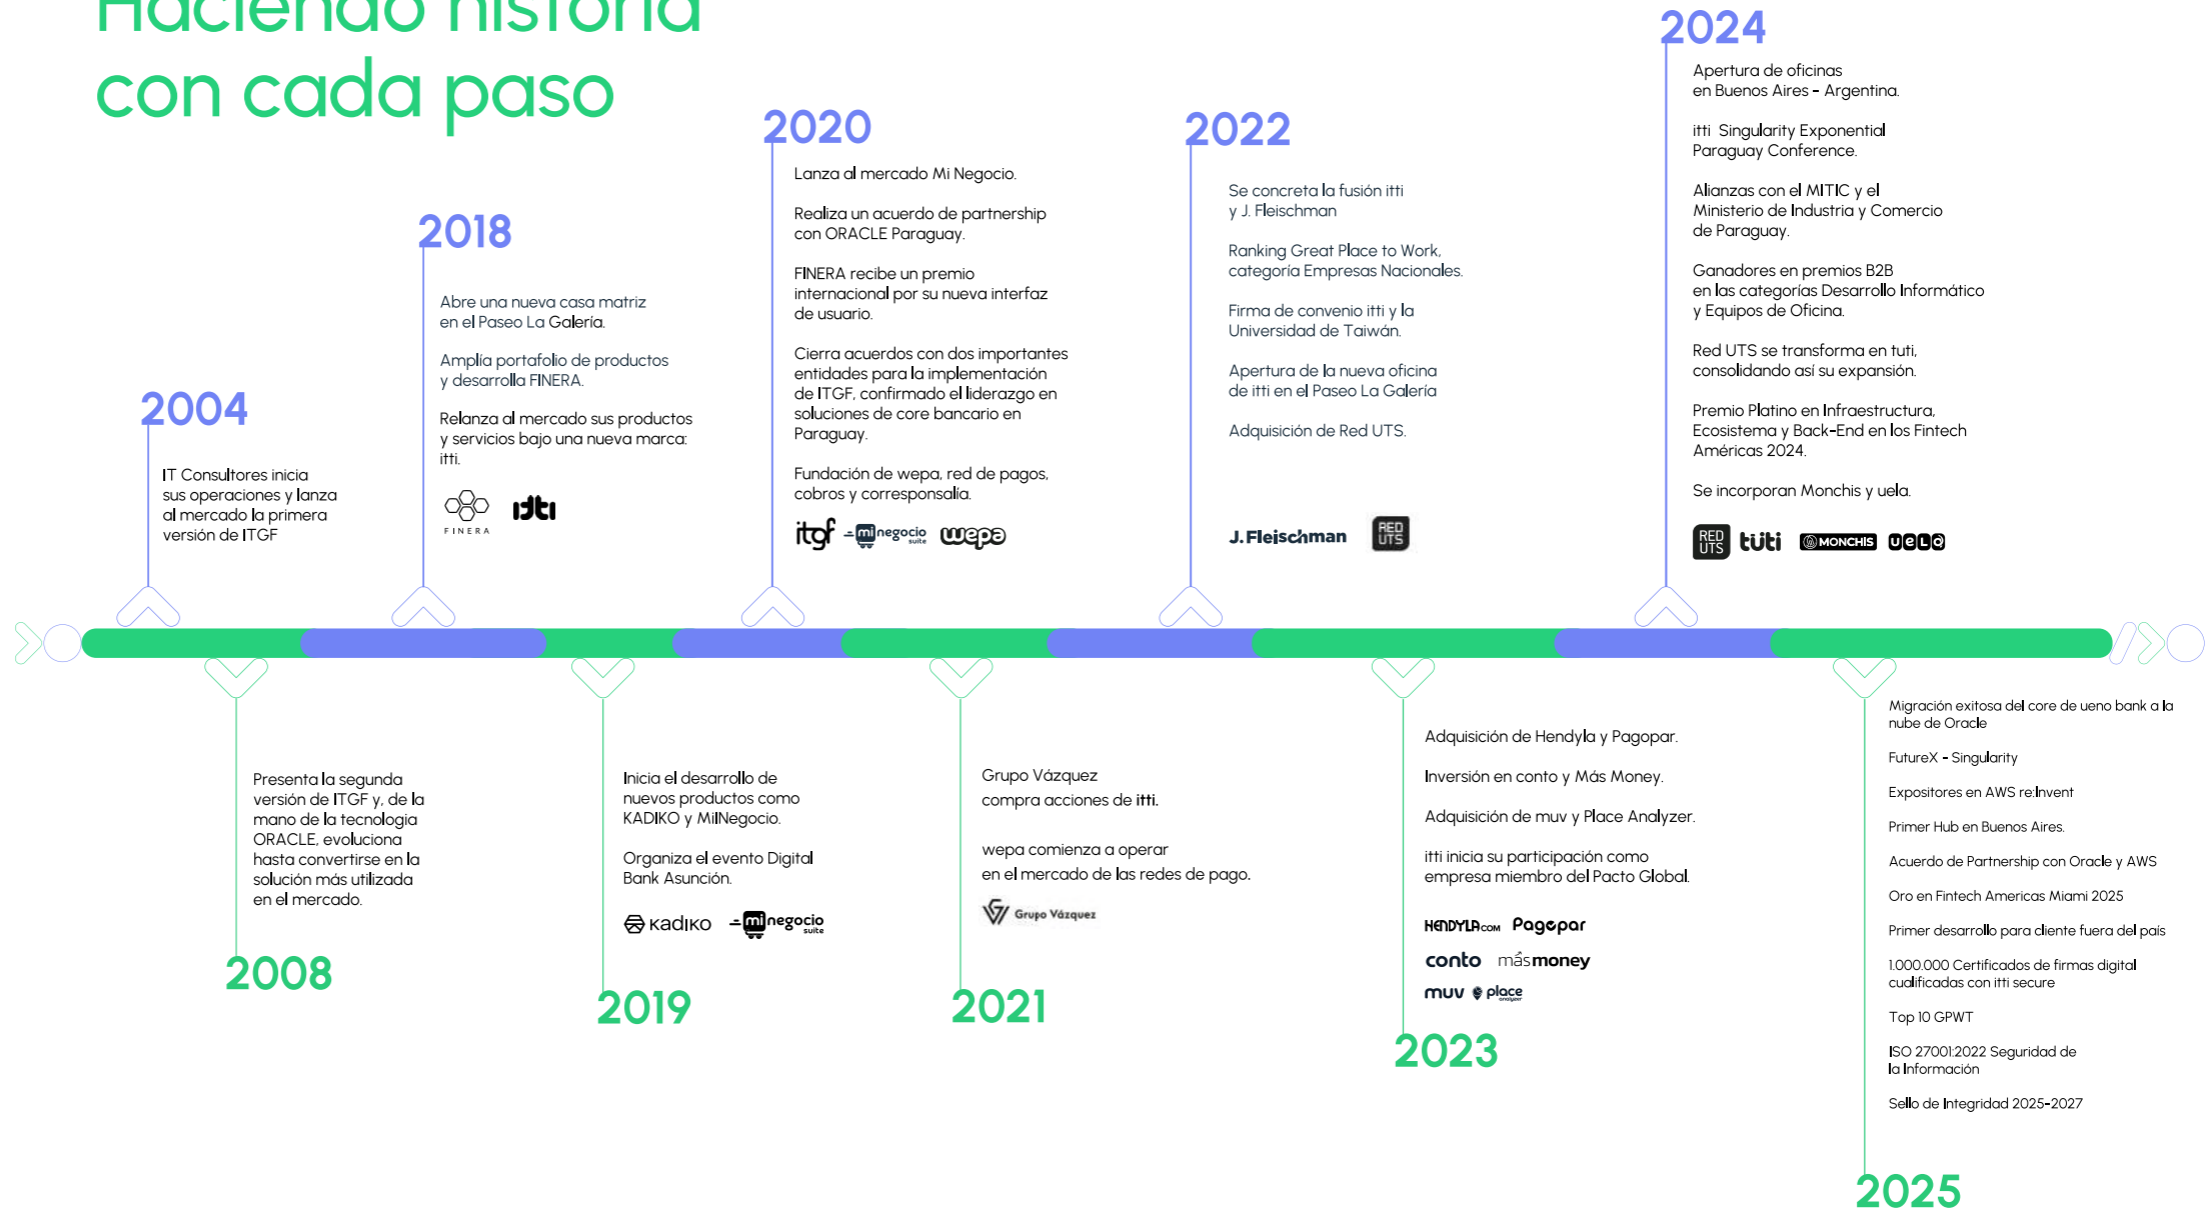 Haciendo historia
con cada paso
2004
IT Consultores inicia
sus operaciones y lanza
al mercado la primera
versión de ITGF
2008
Presenta la segunda
versión de ITGF y, de la
mano de la tecnologia
ORACLE, evoluciona
hasta convertirse en la
solución más utilizada
en el mercado.
2018
Abre una nueva casa matriz
en el Paseo La Galería.
Amplía portafolio de productos
y desarrolla FINERA.
Relanza al mercado sus productos
y servicios bajo una nueva marca:
itti.
FINERA
itti
2019
Inicia el desarrollo de
nuevos productos como
KADIKO y MilNegocio.
Organiza el evento Digital
Bank Asunción.
kadiko
mi negocio
suite
2020
Lanza al mercado Mi Negocio.
Realiza un acuerdo de partnership
con ORACLE Paraguay.
FINERA recibe un premio
internacional por su nueva interfaz
de usuario.
Cierra acuerdos con dos importantes
entidades para la implementación
de ITGF, confirmado el liderazgo en
soluciones de core bancario en
Paraguay.
Fundación de wepa, red de pagos,
cobros y corresponsalía.
itgf
mi negocio
suite
wepa
2021
Grupo Vázquez
compra acciones de itti.
wepa comienza a operar
en el mercado de las redes de pago.
Grupo Vázquez
2022
Se concreta la fusión itti
y J. Fleischman
Ranking Great Place to Work,
categoría Empresas Nacionales.
Firma de convenio itti y la
Universidad de Taiwán.
Apertura de la nueva oficina
de itti en el Paseo La Galería
Adquisición de Red UTS.
J.Fleischman
RED
UTS
2023
Adquisición de Hendyla y Pagopar.
Inversión en conto y Más Money.
Adquisición de muv y Place Analyzer.
itti inicia su participación como
empresa miembro del Pacto Global.
HENDYLA.COM Pagopar
conto más money
muv place
analyzer
2024
Apertura de oficinas
en Buenos Aires - Argentina.
itti Singularity Exponential
Paraguay Conference.
Alianzas con el MITIC y el
Ministerio de Industria y Comercio
de Paraguay.
Ganadores en premios B2B
en las categorías Desarrollo Informático
y Equipos de Oficina.
Red UTS se transforma en tuti,
consolidando así su expansión.
Premio Platino en Infraestructura,
Ecosistema y Back-End en los Fintech
Américas 2024.
Se incorporan Monchis y uela.
RED
UTS
tuti
MONCHIS
uela
2025
Migración exitosa del core de ueno bank a la
nube de Oracle
FutureX - Singularity
Expositores en AWS re:Invent
Primer Hub en Buenos Aires.
Acuerdo de Partnership con Oracle y AWS
Oro en Fintech Americas Miami 2025
Primer desarrollo para cliente fuera del país
1.000.000 Certificados de firmas digital
cualificadas con itti secure
Top 10 GPWT
ISO 27001:2022 Seguridad de
la Información
Sello de Integridad 2025-2027